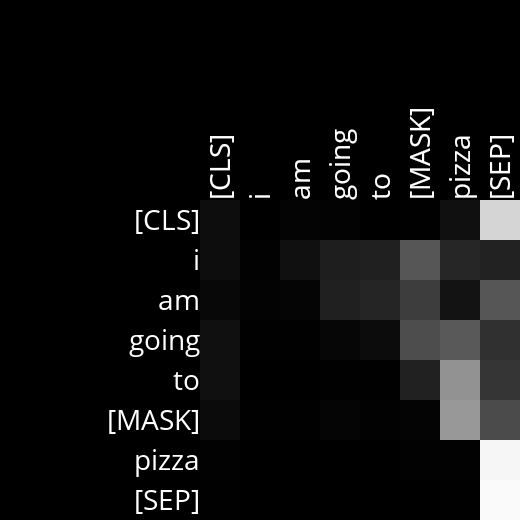 [CLS] i am going to [MASK] pizza [SEP]
[CLS]
i
am
going
to
[MASK]
pizza
[SEP]